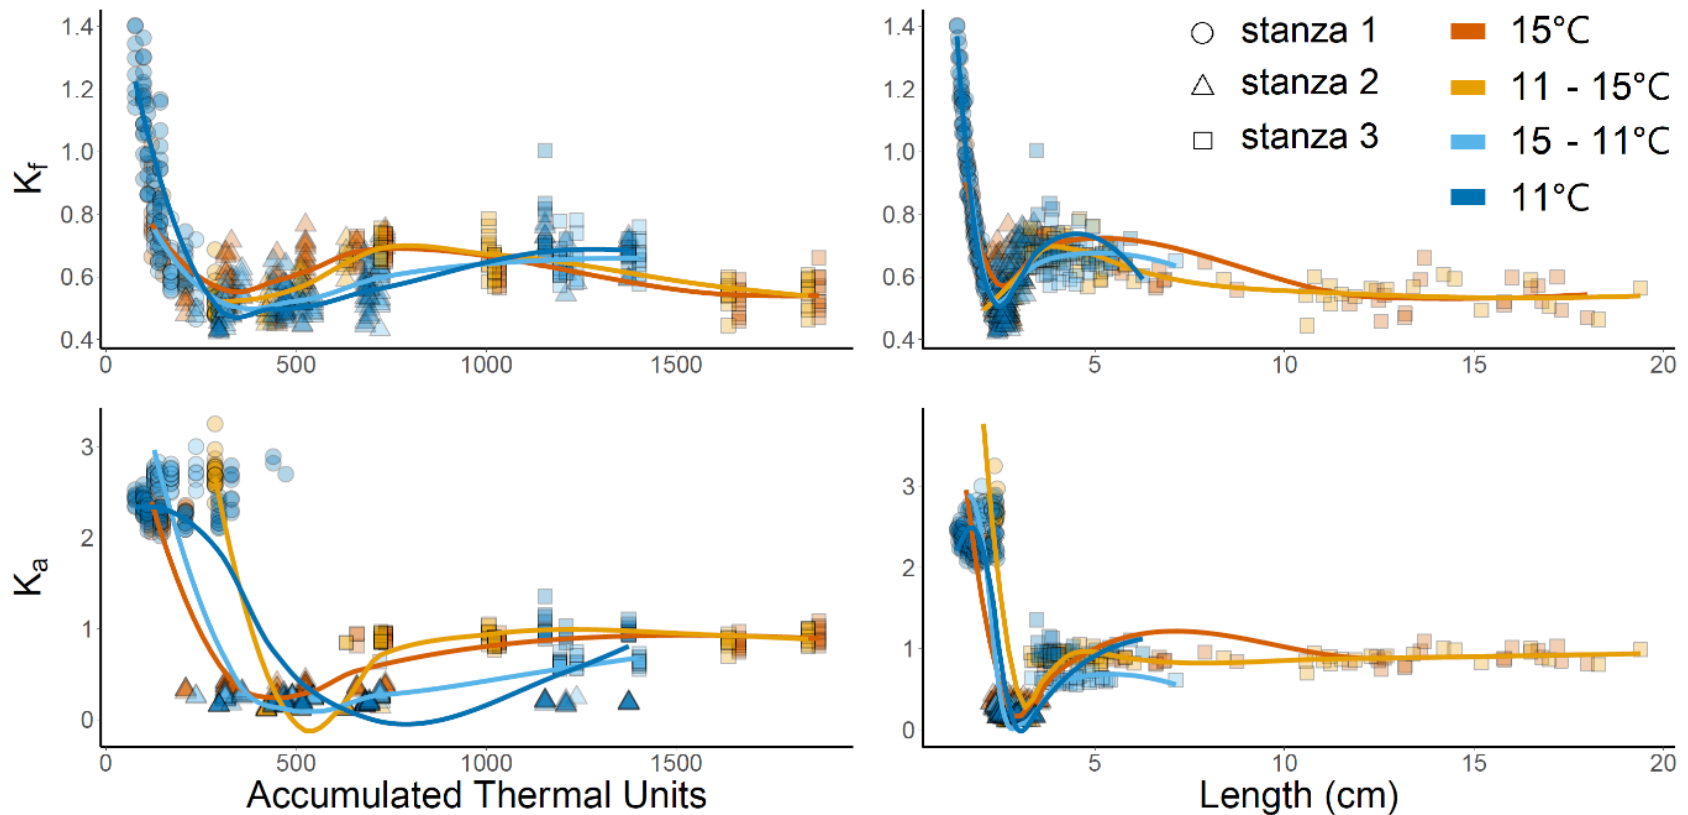 1.4
1.2
1.0
0.8
0.6
0.4
K_f
0 500 1000 1500
1.4
1.2
1.0
0.8
0.6
0.4
5 10 15 20
stanza 1
stanza 2
stanza 3
15°C
11 - 15°C
15 - 11°C
11°C
3
2
1
0
K_a
0 500 1000 1500
Accumulated Thermal Units
3
2
1
0
5 10 15 20
Length (cm)